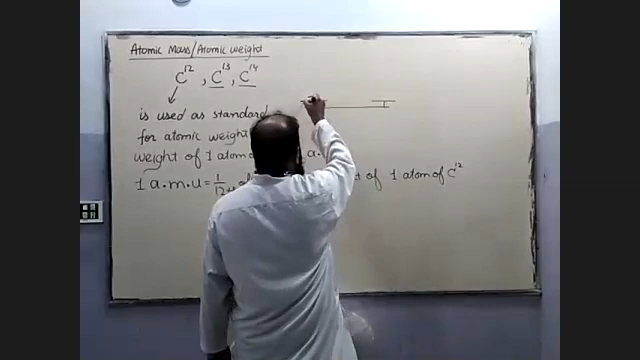 Atomic Mass/Atomic weight
C¹², C¹³, C¹⁴
is used as standard
for atomic weight
weight of 1 atom a.
1 a.m.u = 1/12 of 1 atom of C¹²